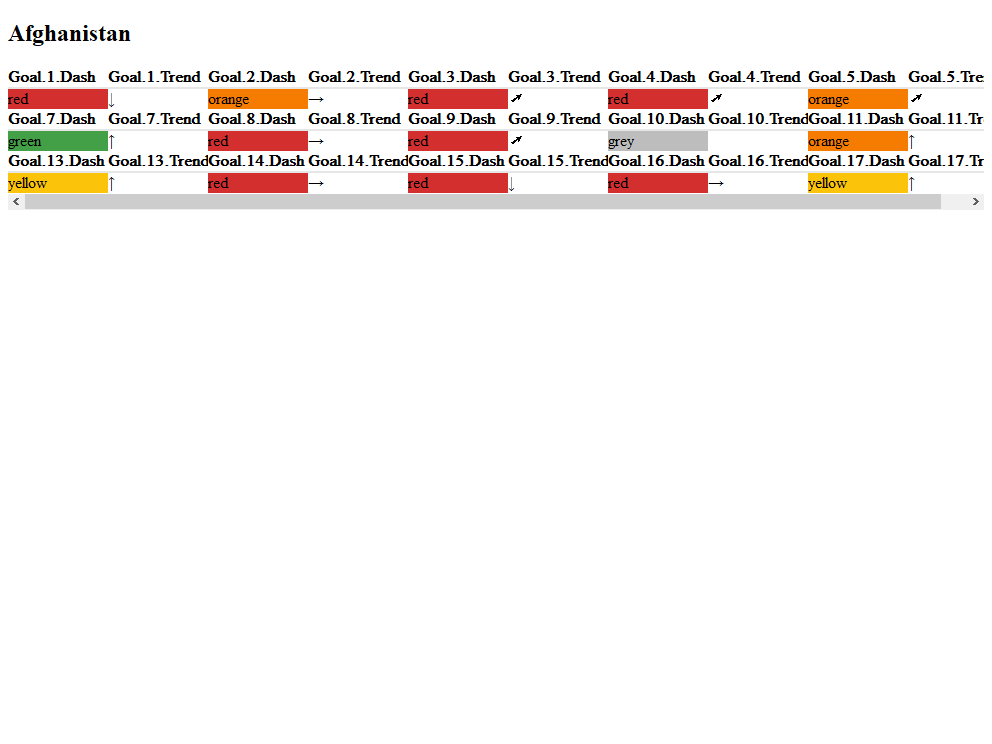 Afghanistan
Goal.1.Dash Goal.1.Trend Goal.2.Dash Goal.2.Trend Goal.3.Dash Goal.3.Trend Goal.4.Dash Goal.4.Trend Goal.5.Dash Goal.5.Tre
red ↓ orange → red ➚ red ➚ orange ➚
Goal.7.Dash Goal.7.Trend Goal.8.Dash Goal.8.Trend Goal.9.Dash Goal.9.Trend Goal.10.Dash Goal.10.Trend Goal.11.Dash Goal.11.Tr
green ↑ red → red ➚ grey orange ↑
Goal.13.Dash Goal.13.Trend Goal.14.Dash Goal.14.Trend Goal.15.Dash Goal.15.Trend Goal.16.Dash Goal.16.Trend Goal.17.Dash Goal.17.Tr
yellow ↑ red → red ↓ red → yellow ↑